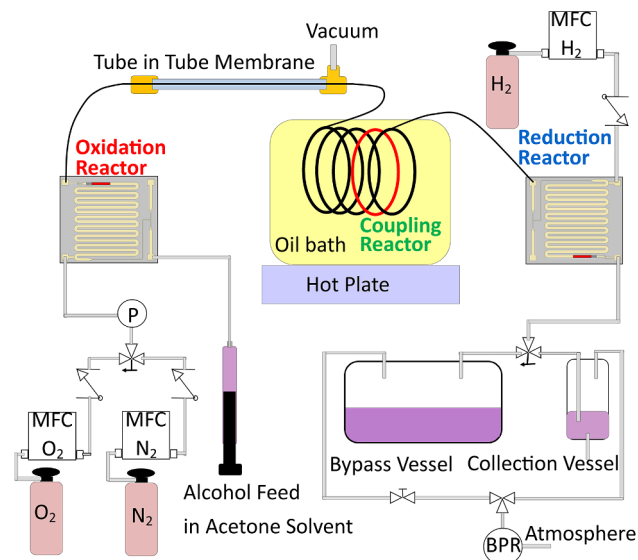 Vacuum
Tube in Tube Membrane
MFC
H2
H2
Oxidation
Reactor
Reduction
Reactor
Coupling
Reactor
Oil bath
Hot Plate
P
MFC
O2
MFC
N2
O2
N2
Alcohol Feed
in Acetone Solvent
Bypass Vessel
Collection Vessel
BPR
Atmosphere